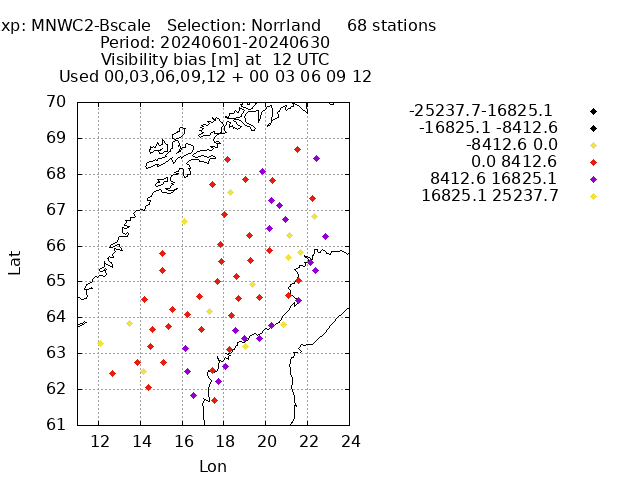 xp: MNWC2-Bscale   Selection: Norrland     68 stations
Period: 20240601-20240630
Visibility bias [m] at  12 UTC
Used 00,03,06,09,12 + 00 03 06 09 12
-25237.7-16825.1
-16825.1 -8412.6
-8412.6 0.0
0.0 8412.6
8412.6 16825.1
16825.1 25237.7
70
69
68
67
66
65
64
63
62
61
Lat
12 14 16 18 20 22 24
Lon